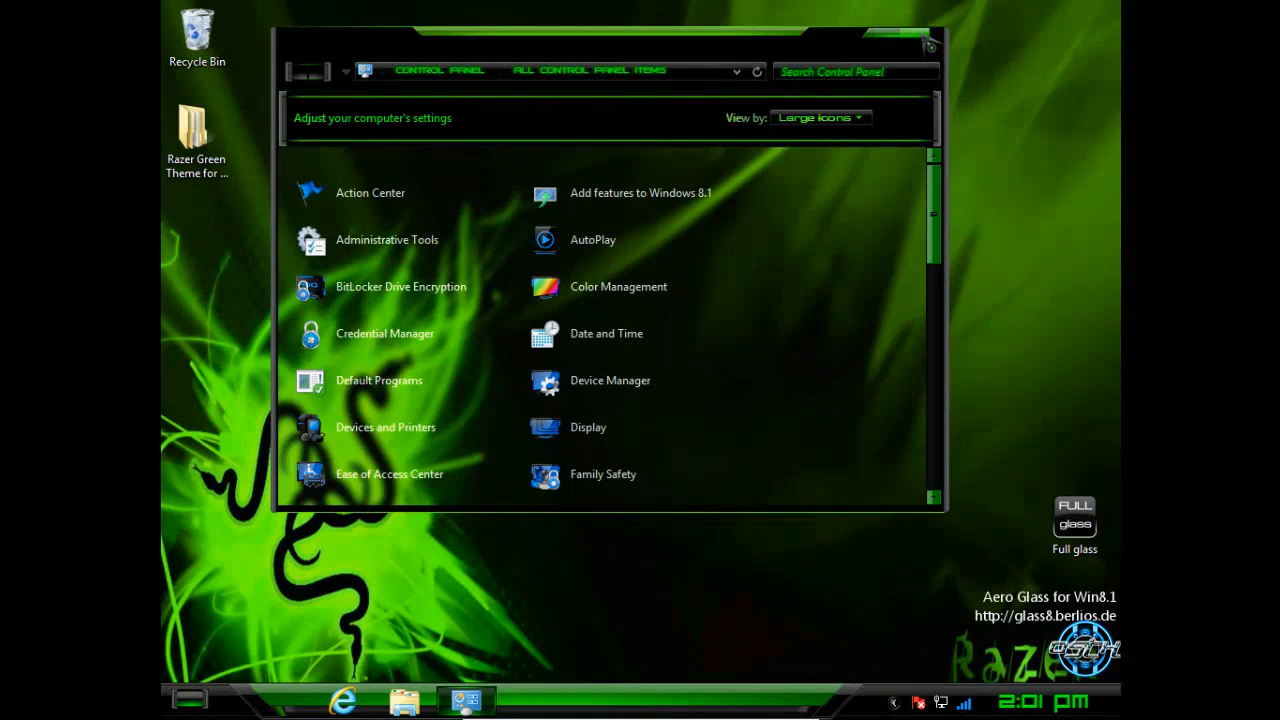 Recycle Bin
Razer Green
Theme for ...
CONTROL PANEL ALL CONTROL PANEL ITEMS
Search Control Panel
Adjust your computer's settings
View by: Large icons
Action Center
Add features to Windows 8.1
Administrative Tools
AutoPlay
BitLocker Drive Encryption
Color Management
Credential Manager
Date and Time
Default Programs
Device Manager
Devices and Printers
Display
Ease of Access Center
Family Safety
FULL
glass
Full glass
Aero Glass for Win8.1
http://glass8.berlios.de
2:01 PM